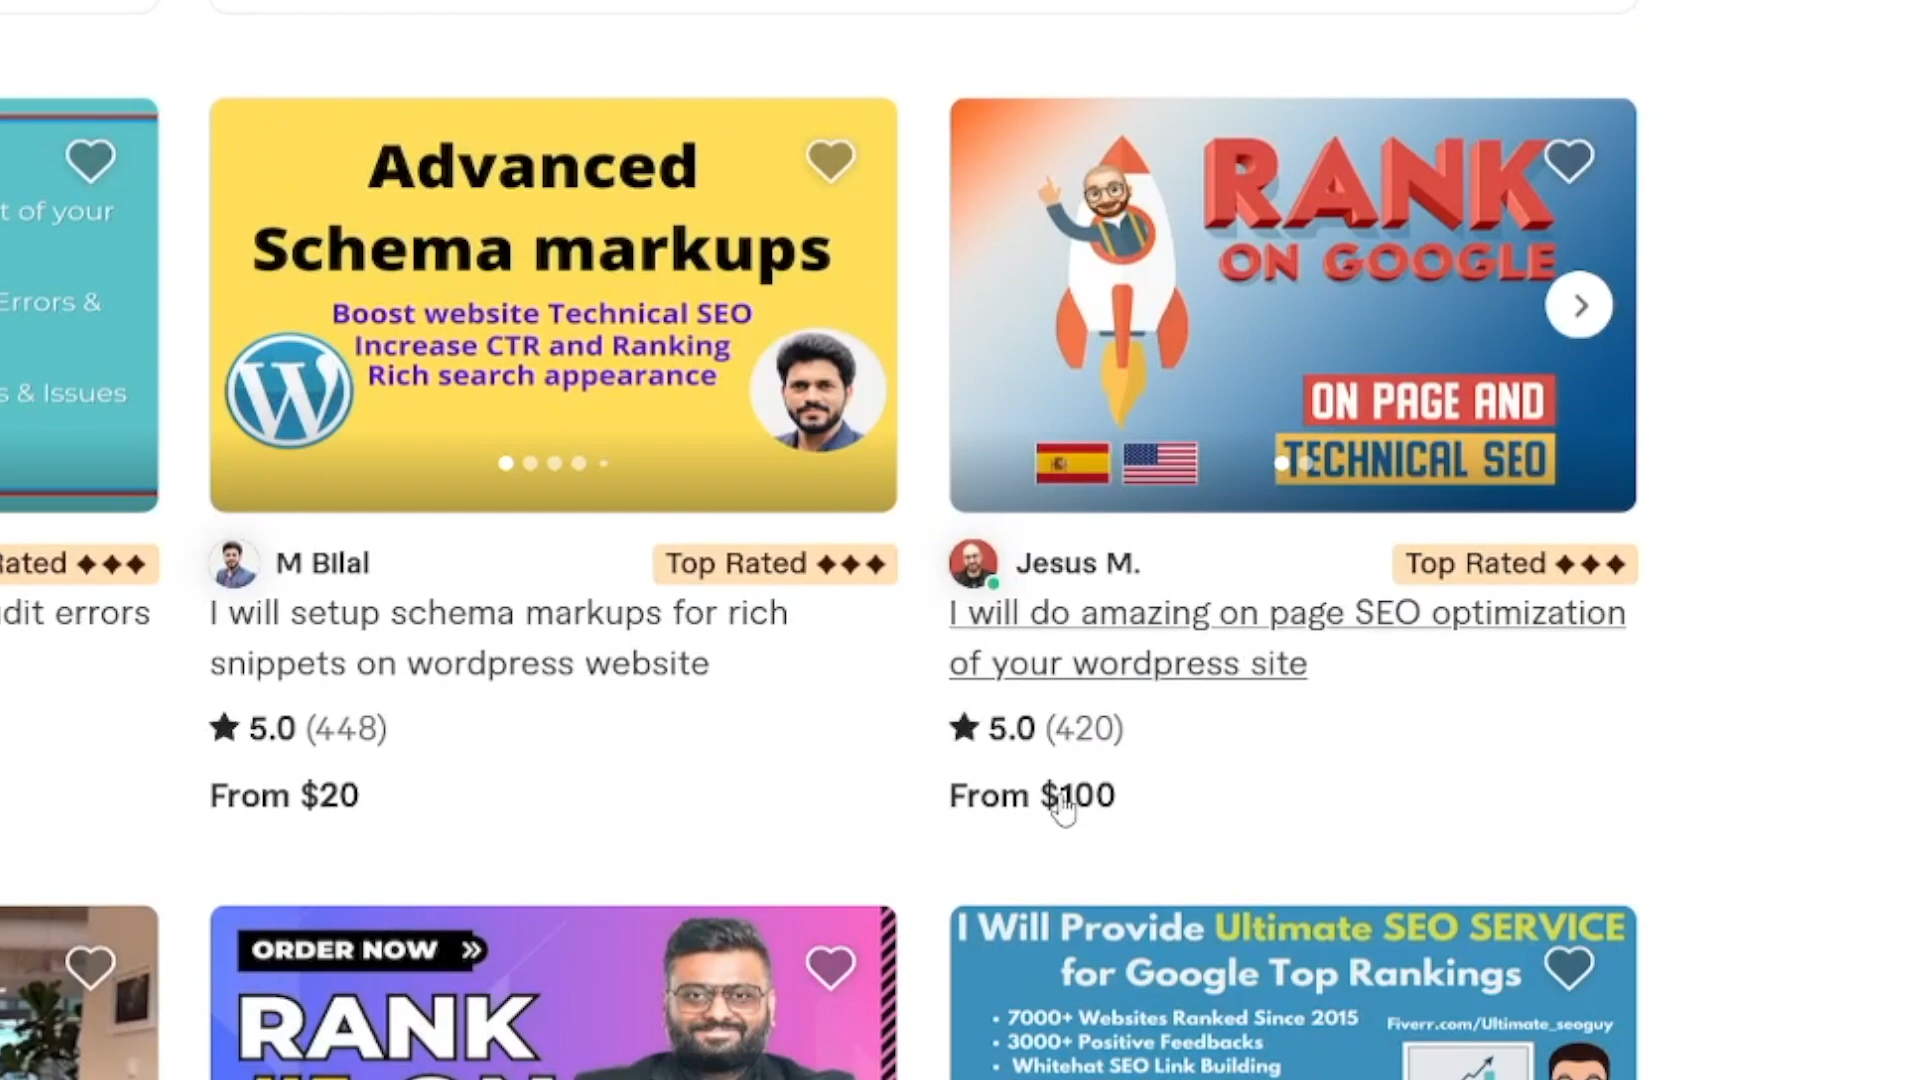 t of your
Errors &
s & Issues
Rated
dit errors
Advanced
Schema markups
Boost website Technical SEO
Increase CTR and Ranking
Rich search appearance
M BIlal
Top Rated
I will setup schema markups for rich
snippets on wordpress website
5.0 (448)
From $20
RANK
ON GOOGLE
ON PAGE AND
TECHNICAL SEO
Jesus M.
Top Rated
I will do amazing on page SEO optimization
of your wordpress site
5.0 (420)
From $100
ORDER NOW
RANK
I Will Provide Ultimate SEO SERVICE
for Google Top Rankings
• 7000+ Websites Ranked Since 2015
• 3000+ Positive Feedbacks
• Whitehat SEO Link Building
Fiverr.com/Ultimate_seoguy